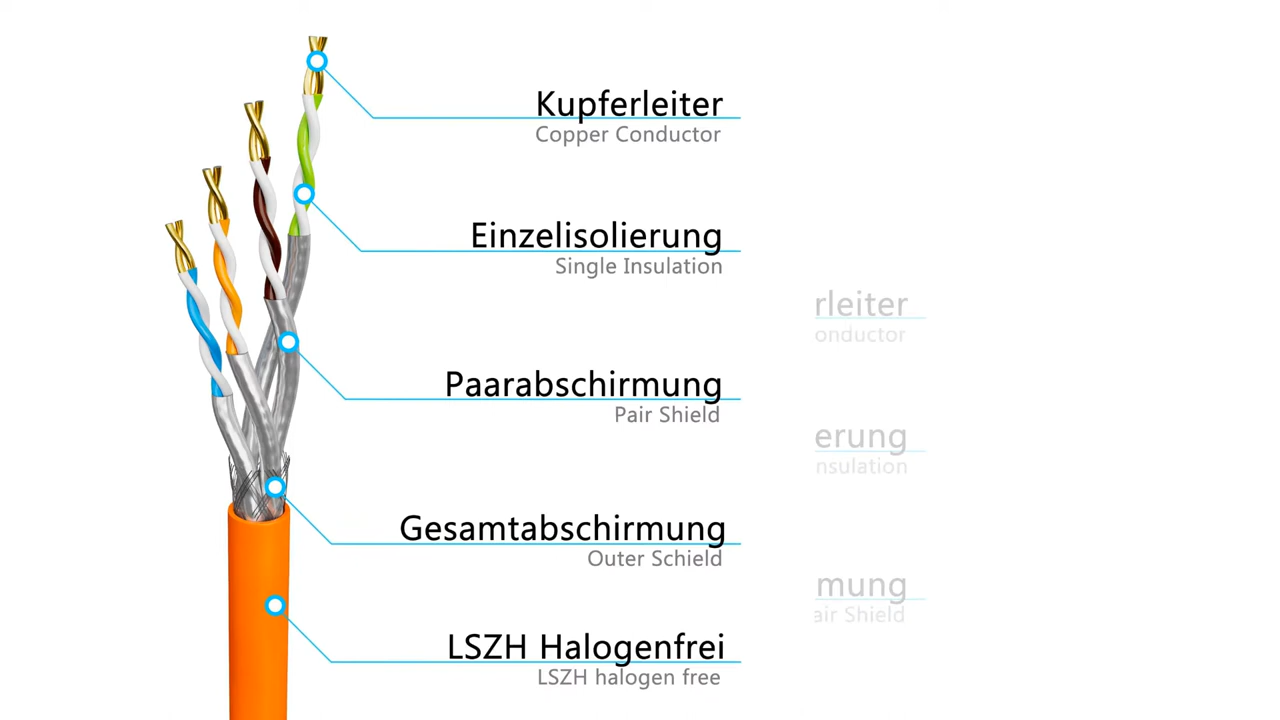 Kupferleiter
Copper Conductor
Einzelisolierung
Single Insulation
rleiter
onductor
Paarabschirmung
Pair Shield
erung
nsulation
Gesamtabschirmung
Outer Schield
mung
air Shield
LSZH Halogenfrei
LSZH halogen free